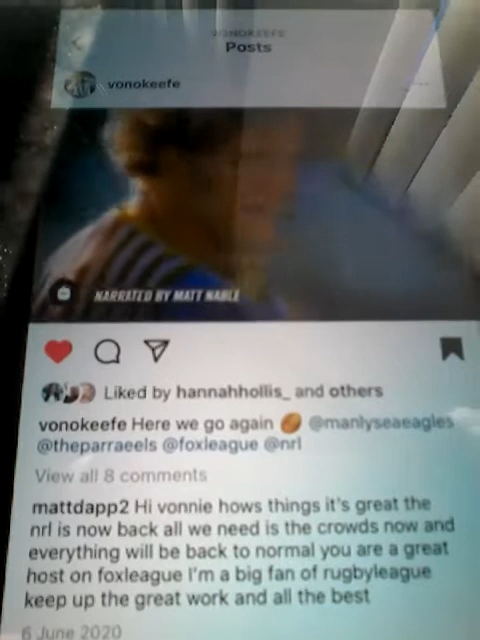 VONOKEEFE
Posts
vonokeefe
NARRATED BY MATT NABLE
Liked by hannahhollis_ and others
vonokeefe Here we go again 🏉 @manlyseaeagles
@theparraeels @foxleague @nrl
View all 8 comments
mattdapp2 Hi vonnie hows things it's great the
nrl is now back all we need is the crowds now and
everything will be back to normal you are a great
host on foxleague I'm a big fan of rugbyleague
keep up the great work and all the best
6 June 2020